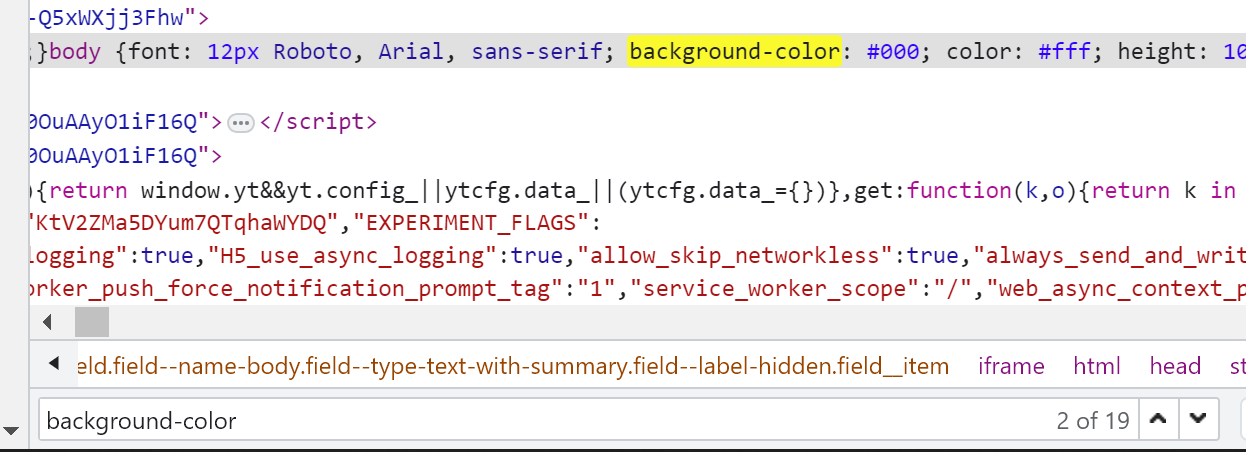 -Q5xWXjj3Fhw">
;}body {font: 12px Roboto, Arial, sans-serif; background-color: #000; color: #fff; height: 10
0OuAAyO1iF16Q">…</script>
0OuAAyO1iF16Q">
){return window.yt&&yt.config_||ytcfg.data_||(ytcfg.data_={})},get:function(k,o){return k in
"KtV2ZMa5DYum7QTqhaWYDQ","EXPERIMENT_FLAGS":
logging":true,"H5_use_async_logging":true,"allow_skip_networkless":true,"always_send_and_writ
orker_push_force_notification_prompt_tag":"1","service_worker_scope":"/","web_async_context_p
eld.field--name-body.field--type-text-with-summary.field--label-hidden.field__item iframe html head st
background-color 2 of 19